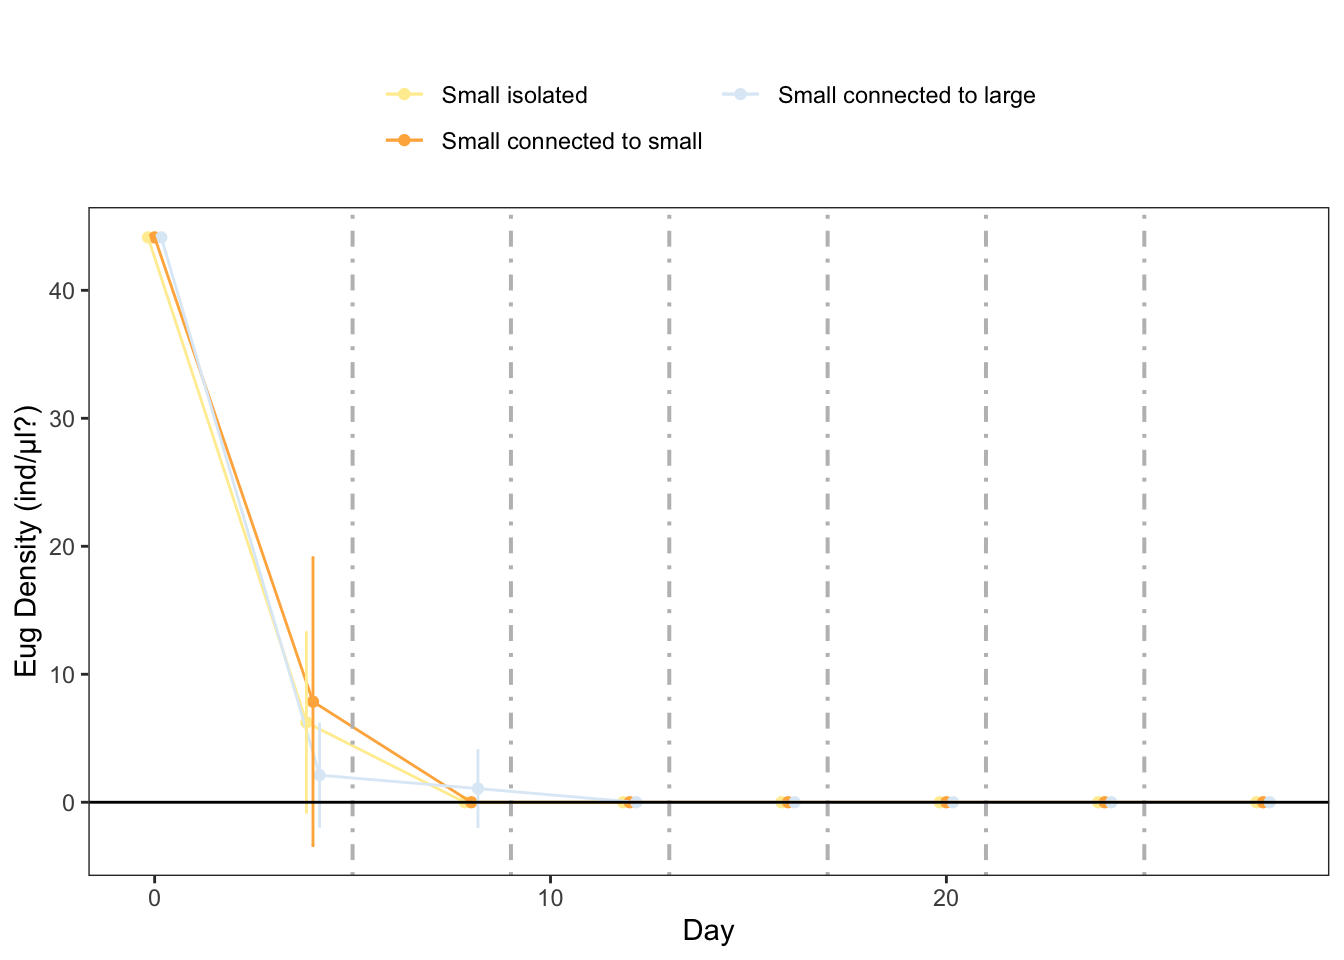 Small isolated
Small connected to small
Small connected to large
Eug Density (ind/µl?)
40
30
20
10
0
0 10 20
Day